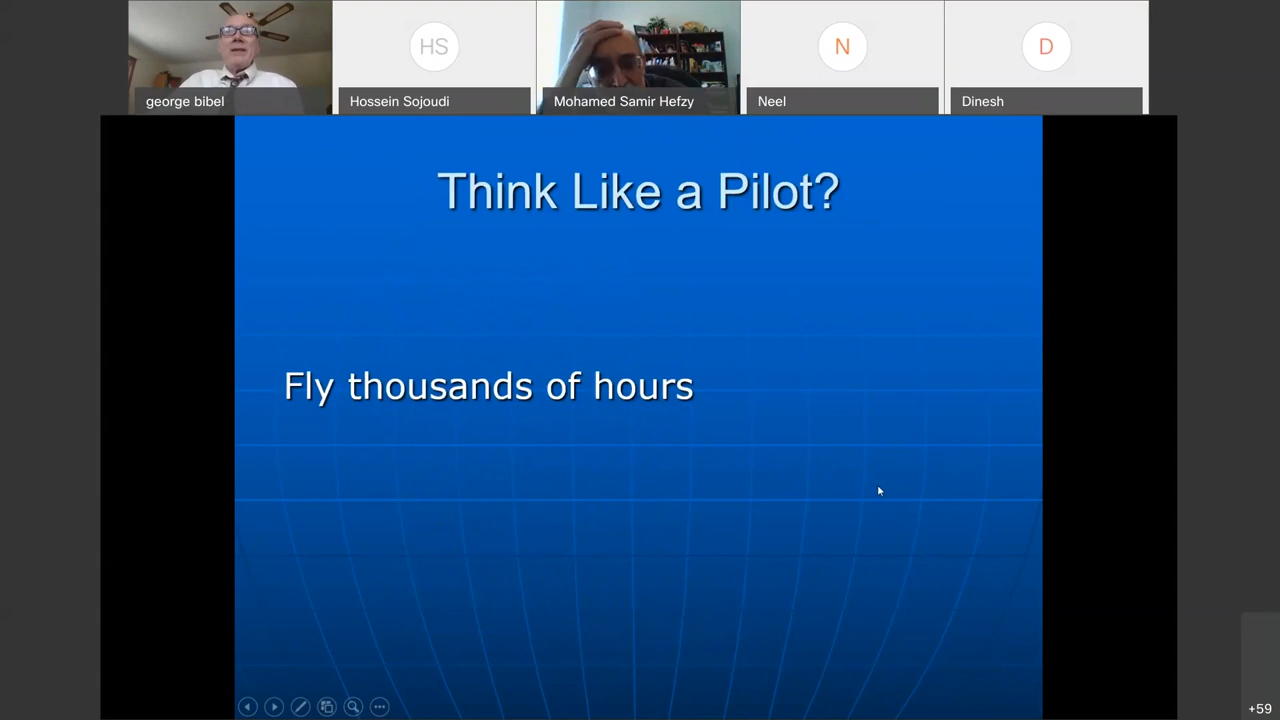 HS
N
D
george bibel
Hossein Sojoudi
Mohamed Samir Hefzy
Neel
Dinesh
Think Like a Pilot?
Fly thousands of hours
+59